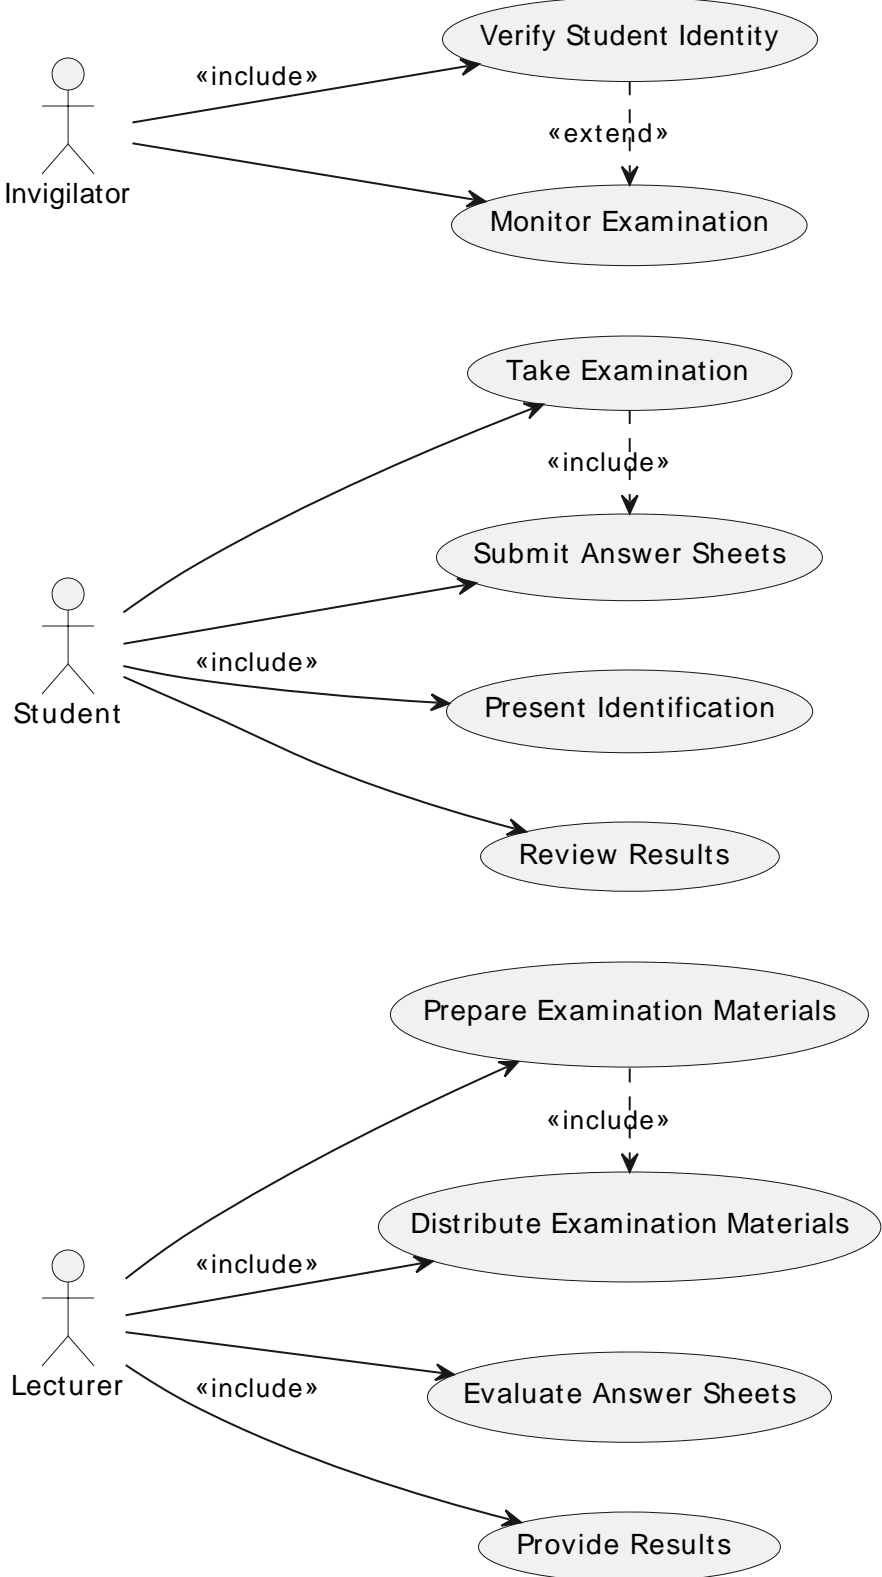 Verify Student Identity
«include»
«extend»
Invigilator
Monitor Examination
Take Examination
«include»
Submit Answer Sheets
«include»
Student
Present Identification
Review Results
Prepare Examination Materials
«include»
Distribute Examination Materials
«include»
Lecturer
«include»
Evaluate Answer Sheets
Provide Results